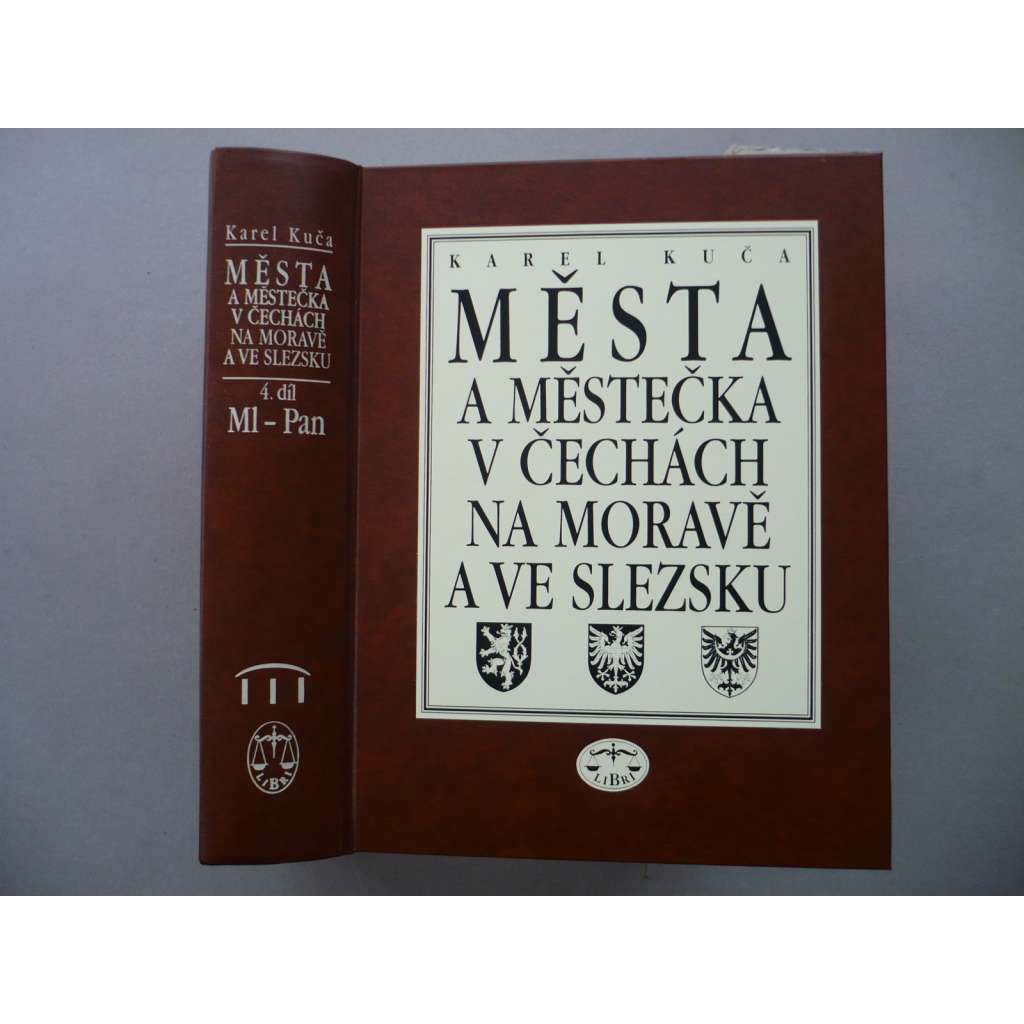 Karel Kuča
MĚSTA
A MĚSTEČKA
V ČECHÁCH
NA MORAVĚ
A VE SLEZSKU
4. díl
Ml – Pan
LIBRI
KAREL KUČA
MĚSTA
A MĚSTEČKA
V ČECHÁCH
NA MORAVĚ
A VE SLEZSKU
LIBRI